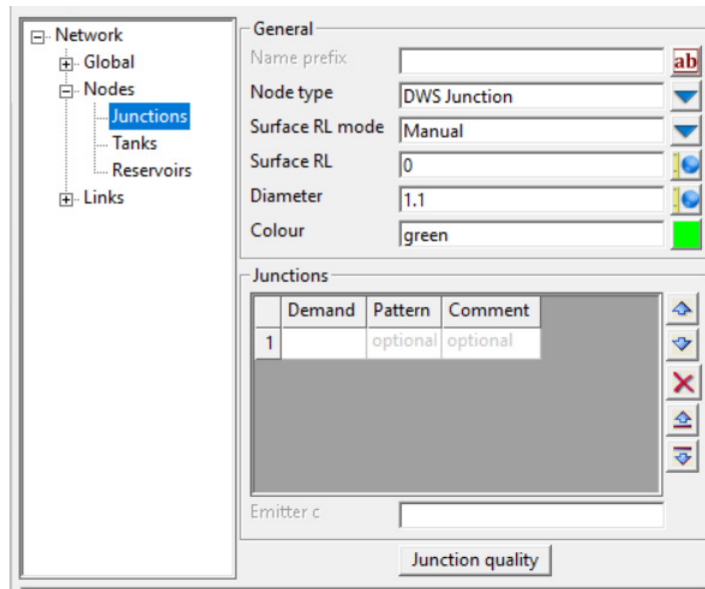 Network
Global
Nodes
Junctions
Tanks
Reservoirs
Links
General
Name prefix
ab
Node type DWS Junction
Surface RL mode Manual
Surface RL 0
Diameter 1.1
Colour green
Junctions
Demand Pattern Comment
1 optional optional
Emitter c
Junction quality